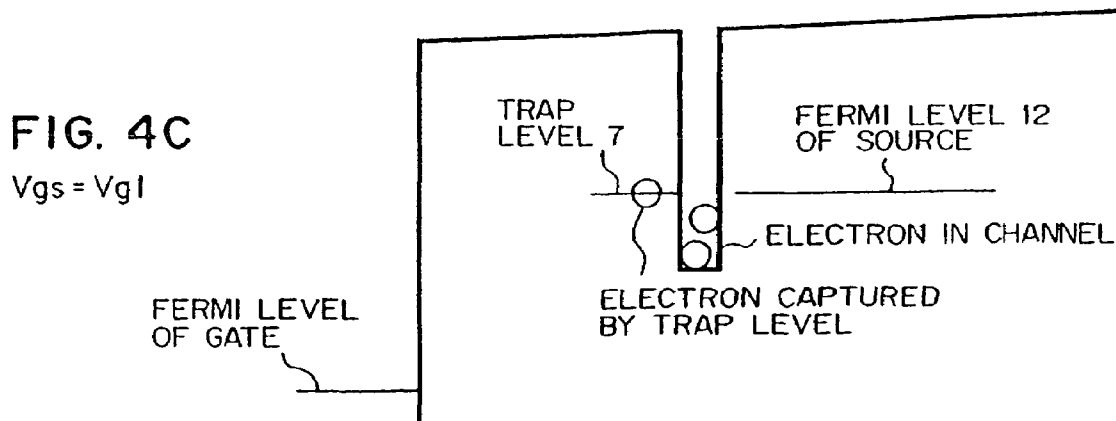 FIG. 4C
Vgs = Vgl
TRAP
LEVEL 7
FERMI LEVEL 12
OF SOURCE
ELECTRON IN CHANNEL
ELECTRON CAPTURED
BY TRAP LEVEL
FERMI LEVEL
OF GATE